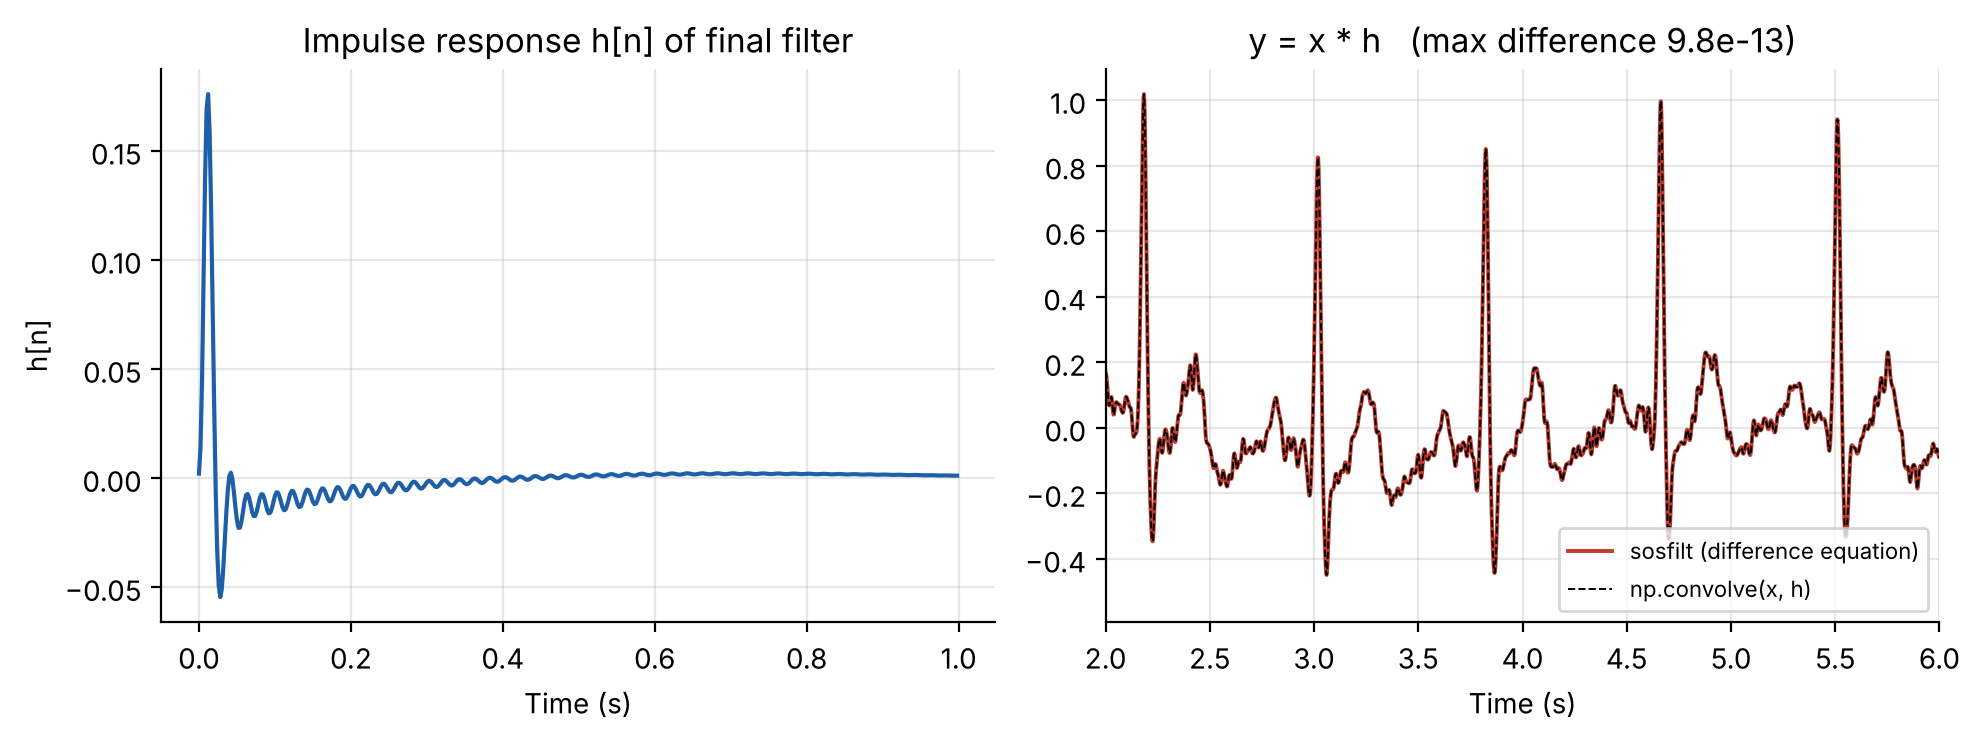 Impulse response h[n] of final filter
h[n]
0.15
0.10
0.05
0.00
−0.05
0.0 0.2 0.4 0.6 0.8 1.0
Time (s)
y = x * h (max difference 9.8e-13)
1.0
0.8
0.6
0.4
0.2
0.0
−0.2
−0.4
sosfilt (difference equation)
np.convolve(x, h)
2.0 2.5 3.0 3.5 4.0 4.5 5.0 5.5 6.0
Time (s)